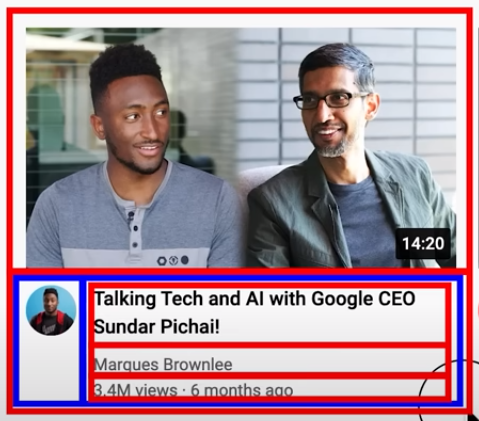 14:20
Talking Tech and AI with Google CEO
Sundar Pichai!
Marques Brownlee
3.4M views · 6 months ago